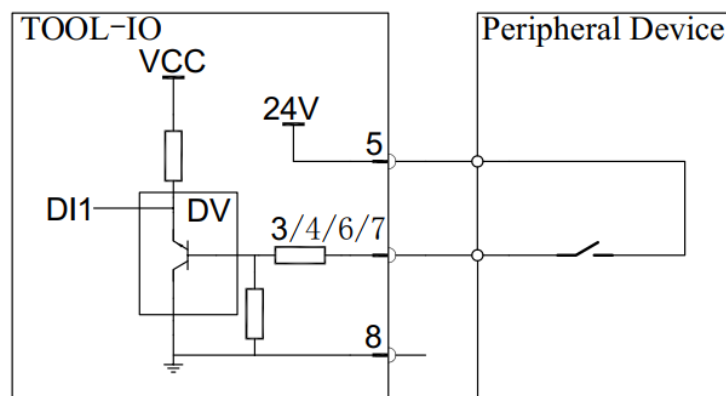 TOOL-IO
Peripheral Device
VCC
24V
5
DI1
DV
3/4/6/7
8